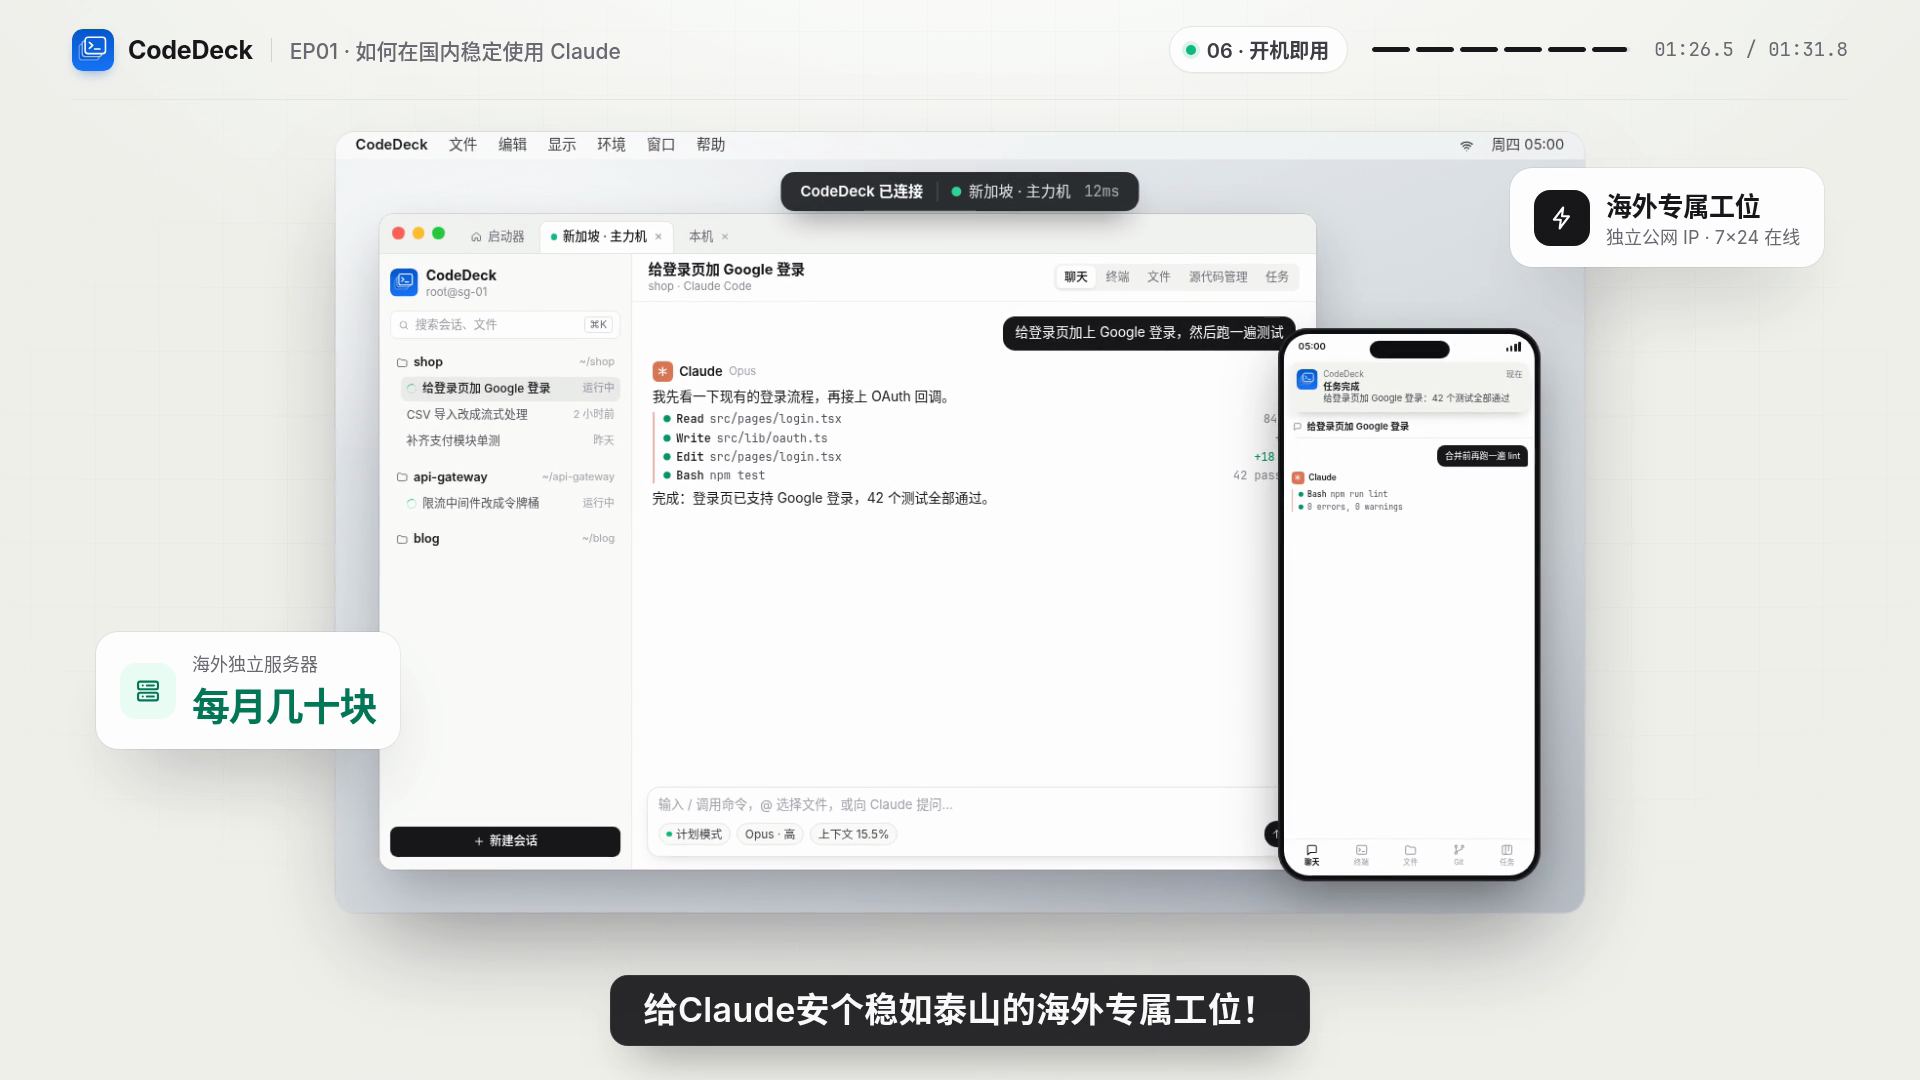 CodeDeck
EP01 · 如何在国内稳定使用 Claude
06 · 开机即用
01:26.5 / 01:31.8
CodeDeck 文件 编辑 显示 环境 窗口 帮助
周四 05:00
CodeDeck 已连接 新加坡 · 主力机 12ms
海外专属工位
独立公网 IP · 7×24 在线
启动器 新加坡 · 主力机 × 本机 ×
CodeDeck
root@sg-01
搜索会话、文件 ⌘K
shop ~/shop
给登录页加 Google 登录 运行中
CSV 导入改成流式处理 2 小时前
补齐支付模块单测 昨天
api-gateway ~/api-gateway
限流中间件改成令牌桶 运行中
blog ~/blog
+ 新建会话
给登录页加 Google 登录
shop · Claude Code
聊天 终端 文件 源代码管理 任务
给登录页加上 Google 登录，然后跑一遍测试
Claude Opus
我先看一下现有的登录流程，再接上 OAuth 回调。
Read src/pages/login.tsx 84
Write src/lib/oauth.ts
Edit src/pages/login.tsx +18
Bash npm test 42 pass
完成：登录页已支持 Google 登录，42 个测试全部通过。
输入 / 调用命令，@ 选择文件，或向 Claude 提问...
计划模式 Opus · 高 上下文 15.5%
05:00
CodeDeck 现在
任务完成
给登录页加 Google 登录：42 个测试全部通过
给登录页加 Google 登录
合并前再跑一遍 lint
Claude
Bash npm run lint
0 errors, 0 warnings
聊天 终端 文件 Git 任务
海外独立服务器
每月几十块
给Claude安个稳如泰山的海外专属工位！